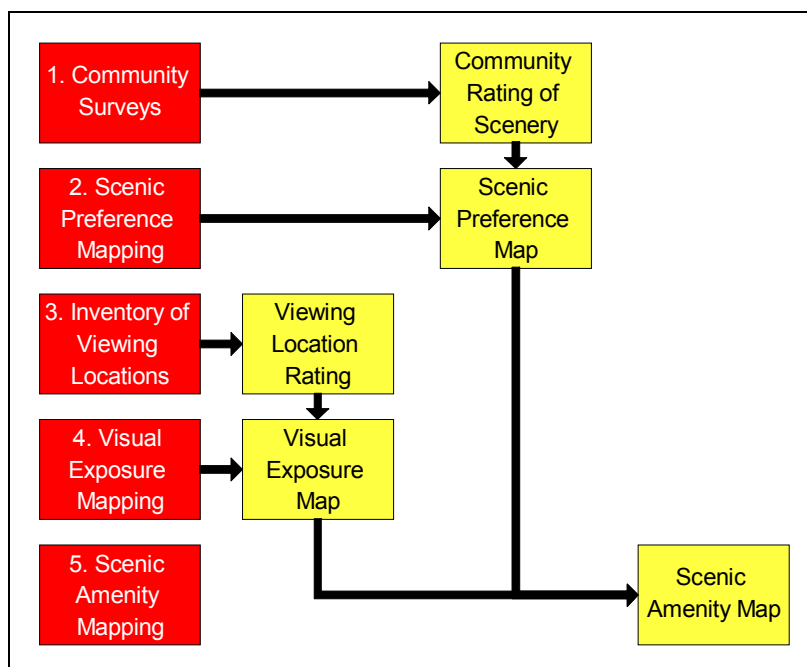 1. Community
Surveys
Community
Rating of
Scenery
2. Scenic
Preference
Mapping
Scenic
Preference
Map
3. Inventory of
Viewing
Locations
Viewing
Location
Rating
4. Visual
Exposure
Mapping
Visual
Exposure
Map
5. Scenic
Amenity
Mapping
Scenic
Amenity Map